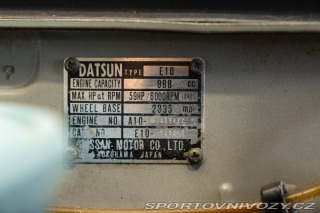 DATSUN TYPE E10
ENGINE CAPACITY 988 CC
MAX. HP at RPM 59HP/6000RPM
WHEEL BASE 2335 mm
ENGINE NO A10-
CAR NO. E10-
NISSAN MOTOR CO., LTD.
YOKOHAMA JAPAN
SPORTOVNIVOZY.CZ